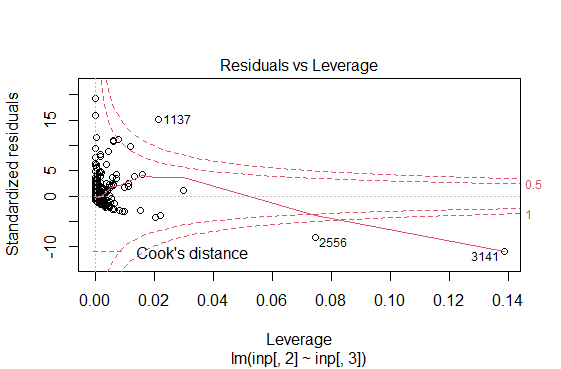 Residuals vs Leverage
Standardized residuals
15
5
0
-10
1137
2556
3141
0.5
1
Cook's distance
0.00 0.02 0.04 0.06 0.08 0.10 0.12 0.14
Leverage
lm(inp[, 2] ~ inp[, 3])